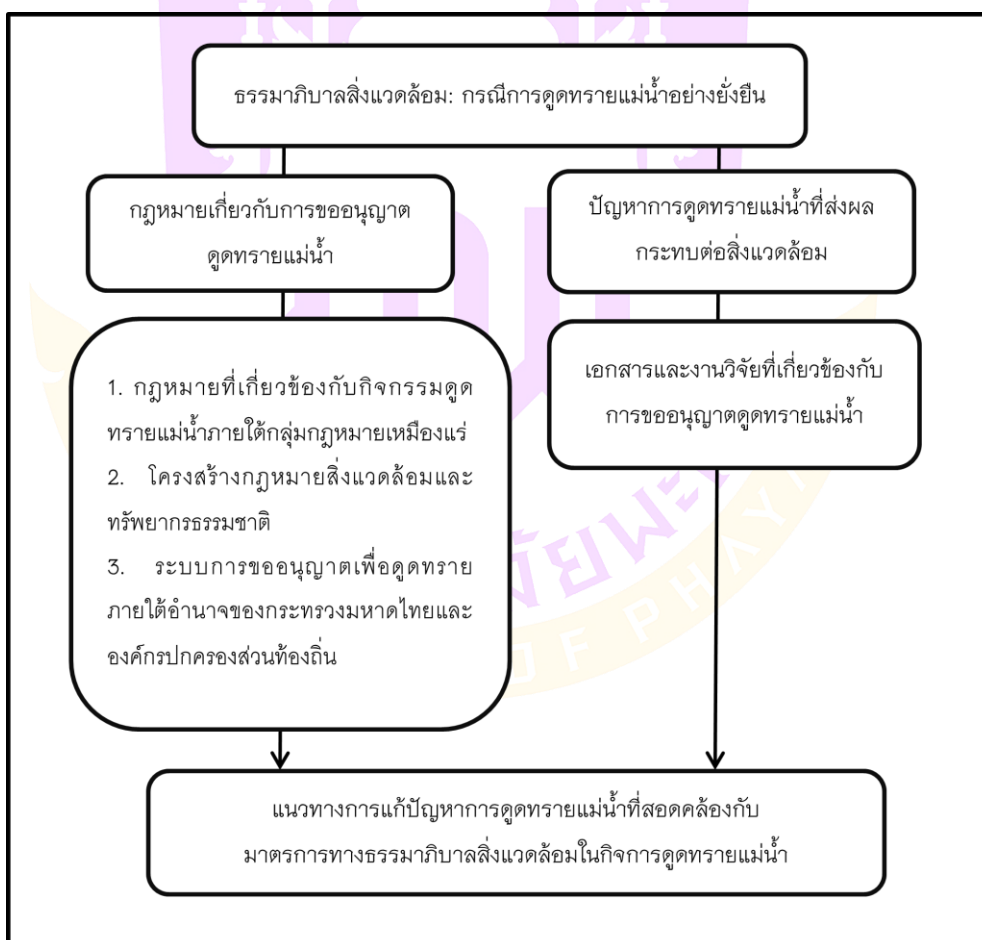 ธรรมาภิบาลสิ่งแวดล้อม: กรณีการดูดทรายแม่น้ำอย่างยั่งยืน
กฎหมายเกี่ยวกับการขออนุญาต
ดูดทรายแม่น้ำ
ปัญหาการดูดทรายแม่น้ำที่ส่งผล
กระทบต่อสิ่งแวดล้อม
1. กฎหมายที่เกี่ยวข้องกับกิจกรรมดูด
ทรายแม่น้ำภายใต้กลุ่มกฎหมายเหมืองแร่
2. โครงสร้างกฎหมายสิ่งแวดล้อมและ
ทรัพยากรธรรมชาติ
3. ระบบการขออนุญาตเพื่อดูดทราย
ภายใต้อำนาจของกระทรวงมหาดไทยและ
องค์กรปกครองส่วนท้องถิ่น
เอกสารและงานวิจัยที่เกี่ยวข้องกับ
การขออนุญาตดูดทรายแม่น้ำ
แนวทางการแก้ปัญหาการดูดทรายแม่น้ำที่สอดคล้องกับ
มาตรการทางธรรมาภิบาลสิ่งแวดล้อมในกิจการดูดทรายแม่น้ำ
OF PHAY